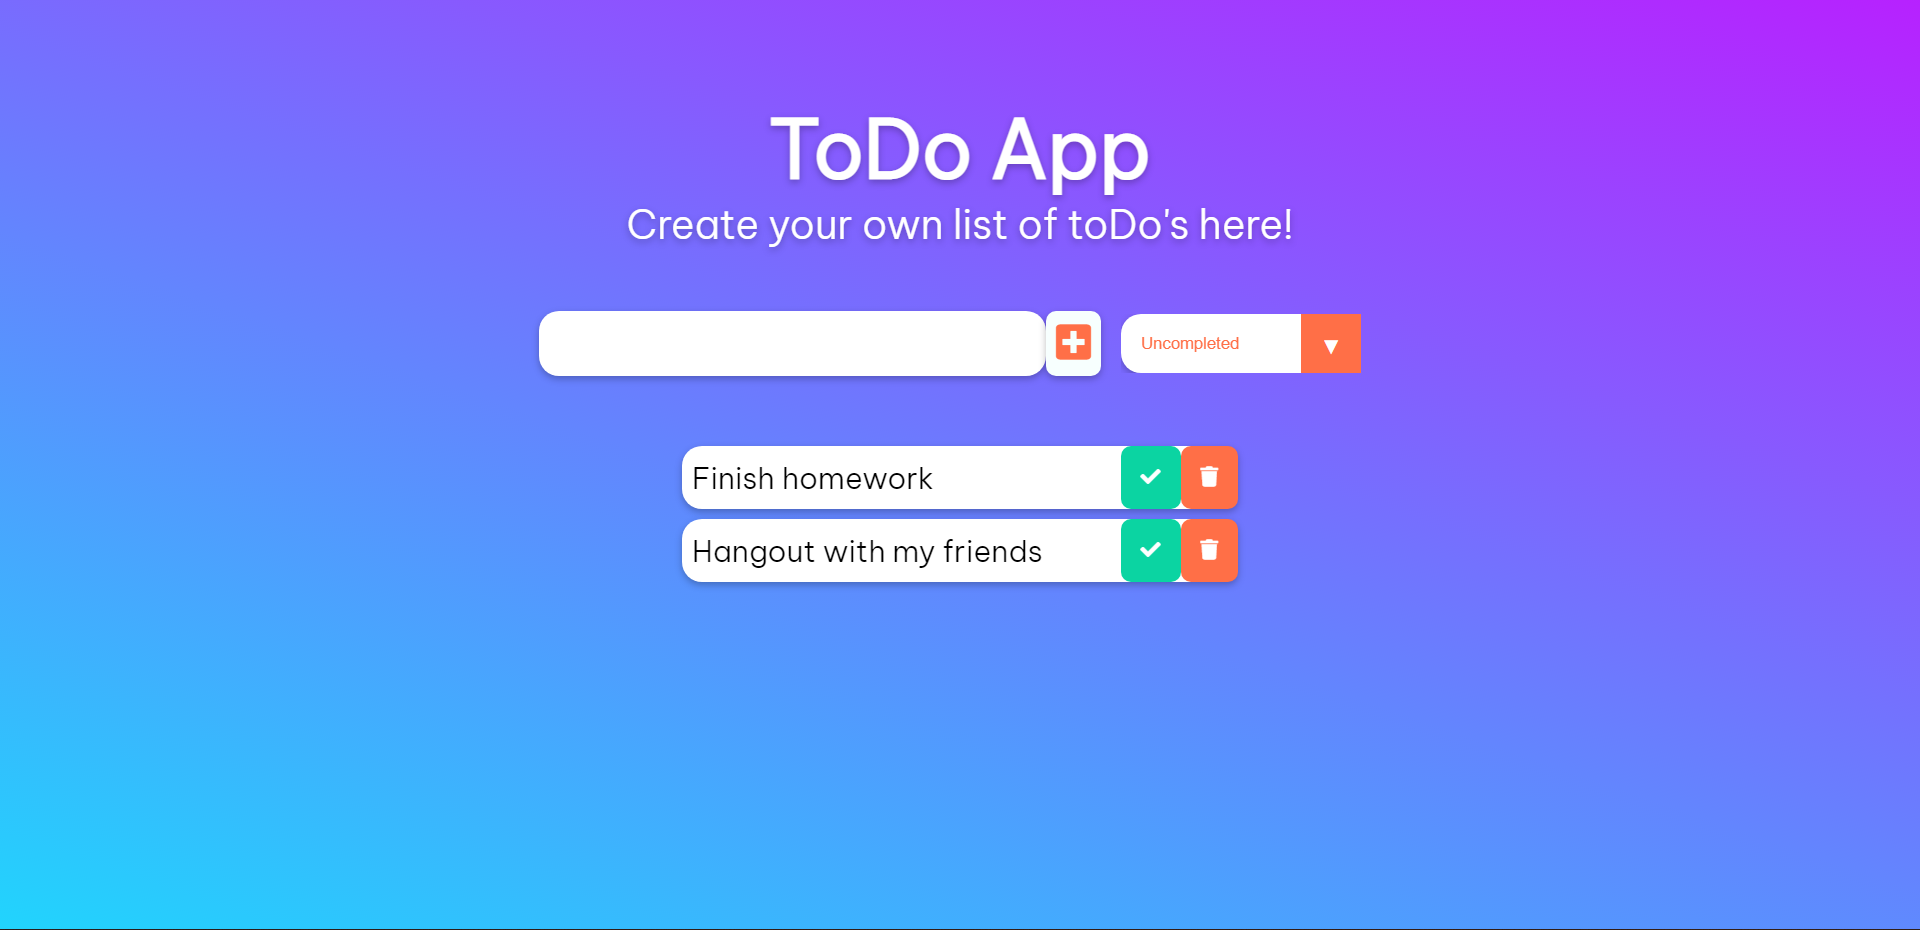 ToDo App
Create your own list of toDo's here!
Uncompleted
Finish homework
Hangout with my friends